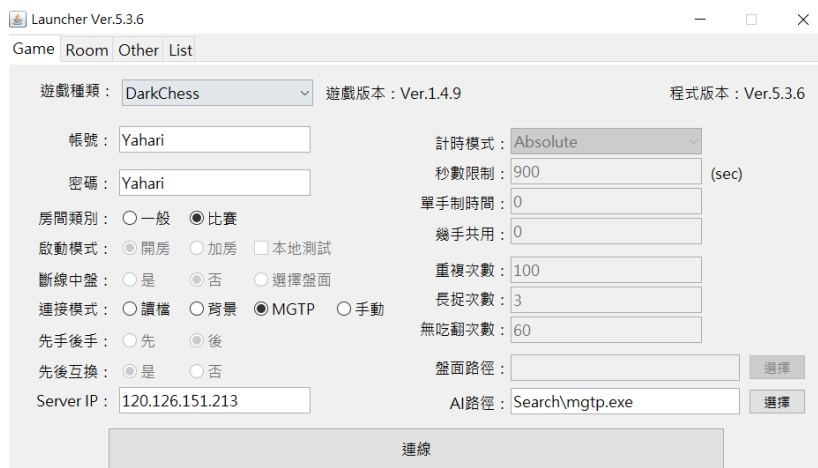 Launcher Ver.5.3.6
Game Room Other List
遊戲種類： DarkChess 遊戲版本：Ver.1.4.9 程式版本：Ver.5.3.6
帳號： Yahari
密碼： Yahari
房間類別： 一般 比賽
啟動模式： 開房 加房 本地測試
斷線中盤： 是 否 選擇盤面
連接模式： 讀檔 背景 MGTP 手動
先手後手： 先 後
先後互換： 是 否
Server IP： 120.126.151.213
計時模式： Absolute
秒數限制： 900 (sec)
單手制時間： 0
幾手共用： 0
重複次數： 100
長捉次數： 3
無吃翻次數： 60
盤面路徑： 選擇
AI路徑： Search\mgtp.exe 選擇
連線